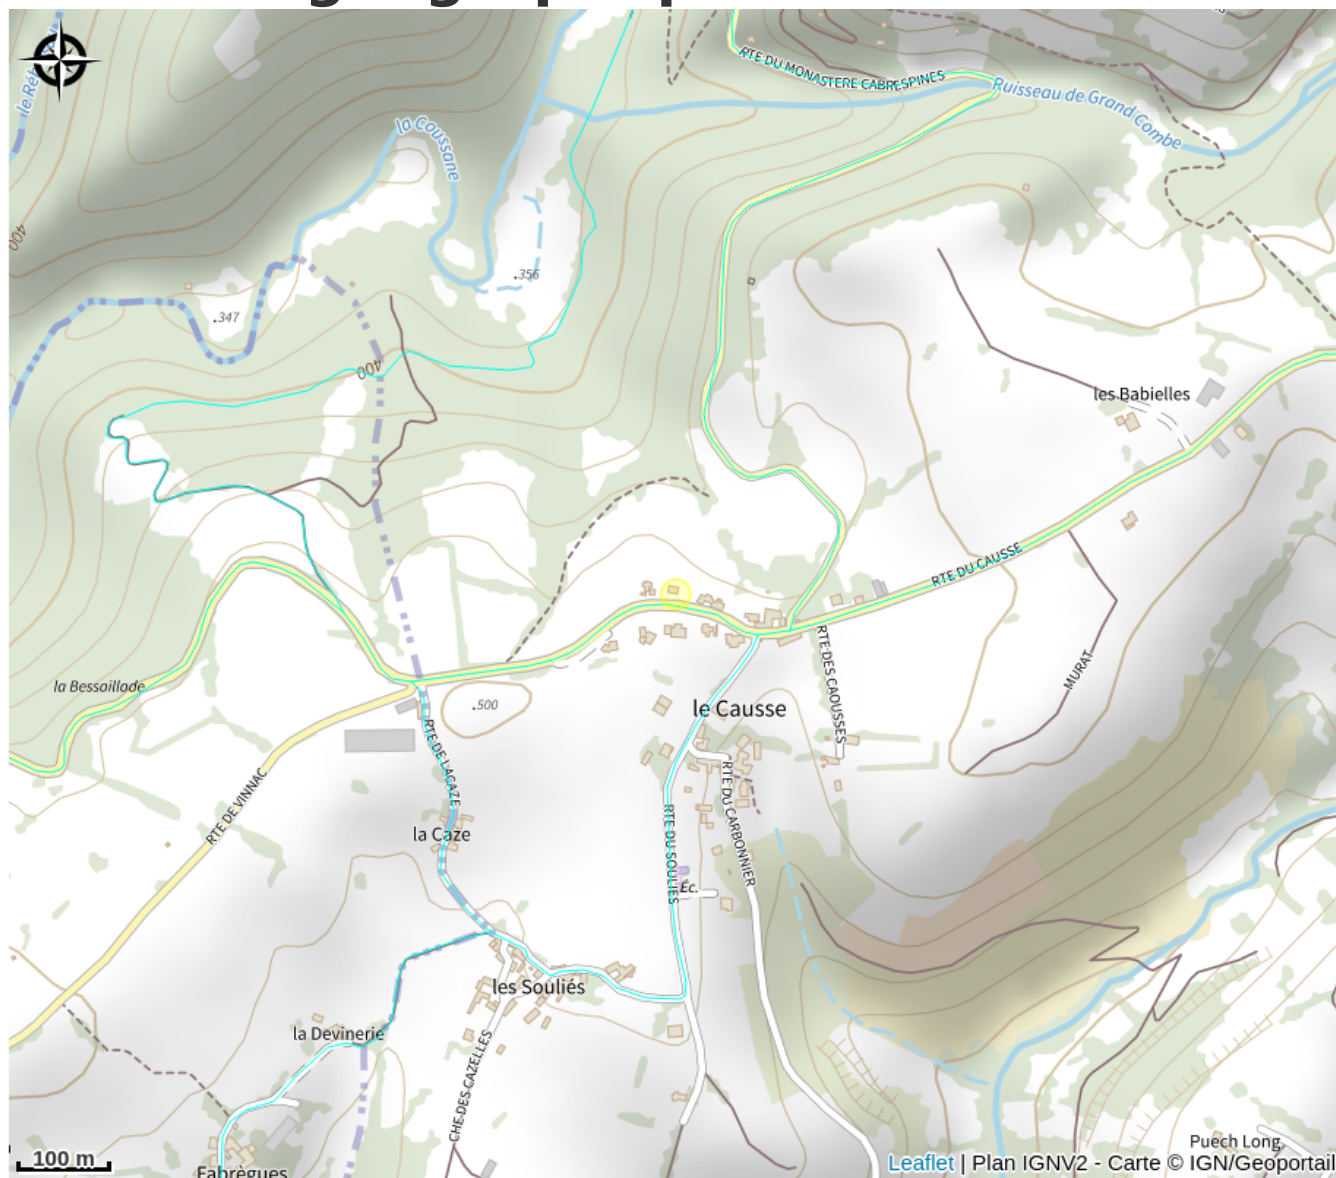 RTE DU MONASTERE CABRESPINES
Ruisseau de Grand Combe
la Coussane
400
.356
.347
400
les Babielles
RTE DU CAUSSE
RTE DES CAOUSSES
MURAT
la Bessaillade
.500
le Causse
RTE DE LACAZE
RTE DE VINNAC
RTE DU CARBONNIER
RTE DU SOULIES
la Caze
Éc.
les Souliés
la Devinerie
CHE DES CAZELLES
Fabrègues
Puech Long
100 m
Leaflet | Plan IGNV2 - Carte © IGN/Geoportail